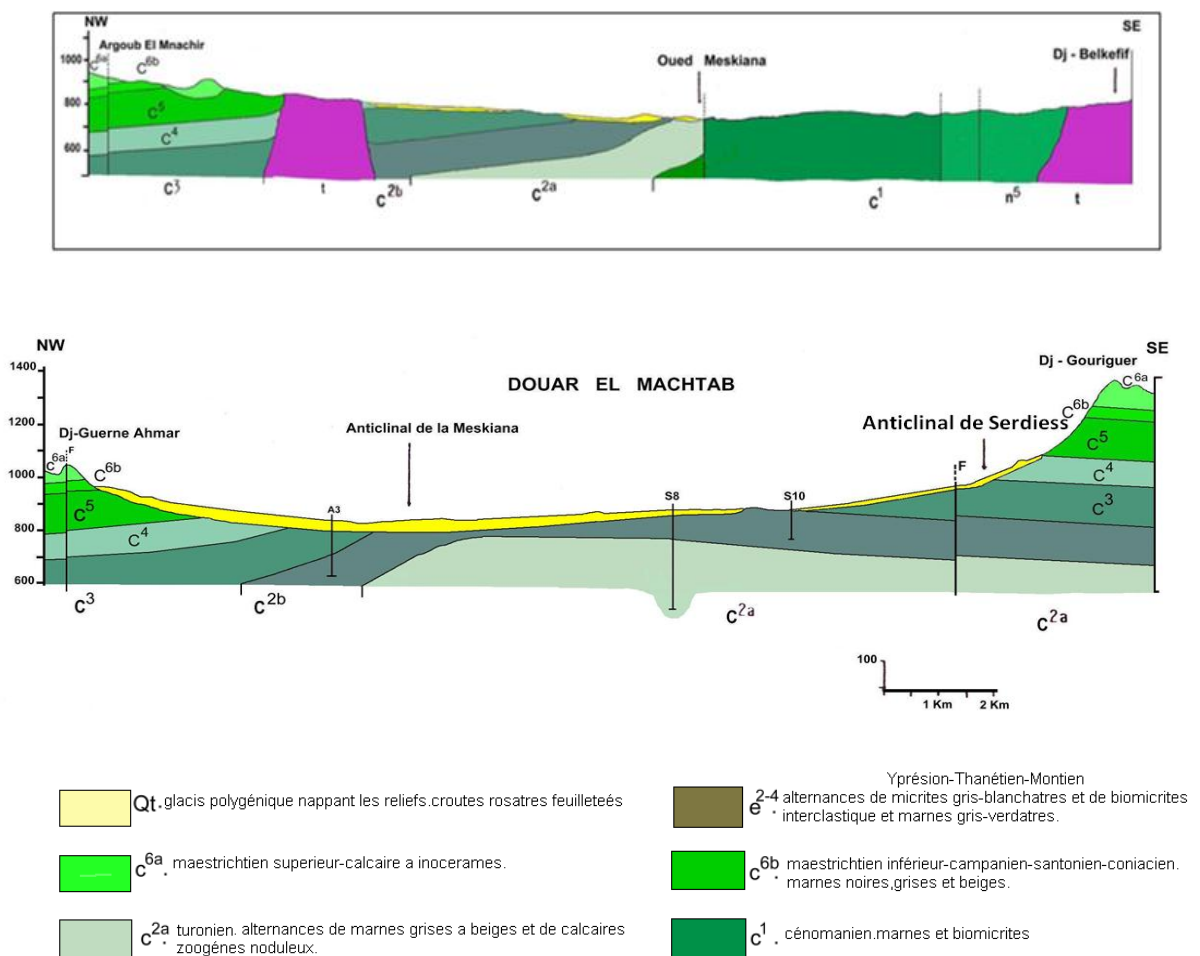 NW
SE
Argoub El Mnachir
Oued Meskiana
Dj - Belkefif
1000
800
600
C6a
C6b
C5
C4
C3
t
C2b
C2a
C1
n5
t
NW
SE
1400
1200
1000
800
600
DOUAR EL MACHTAB
Dj - Gouriguer
Dj-Guerne Ahmar
Anticlinal de la Meskiana
Anticlinal de Serdiess
C6a
F
C6b
C5
C4
A3
S8
S10
F
C6a
C6b
C5
C4
C3
C3
C2b
C2a
C2a
100
1 Km 2 Km
Qt. glacis polygénique nappant les reliefs.croutes rosatres feuilleteés
c6a. maestrichtien superieur-calcaire a inocerames.
c2a turonien. alternances de marnes grises a beiges et de calcaires
zoogénes noduleux.
Yprésion-Thanétien-Montien
e2-4. alternances de micrites gris-blanchatres et de biomicrites
interclastique et marnes gris-verdatres.
c6b. maestrichtien inférieur-campanien-santonien-coniacien.
marnes noires,grises et beiges.
c1. cénomanien.marnes et biomicrites